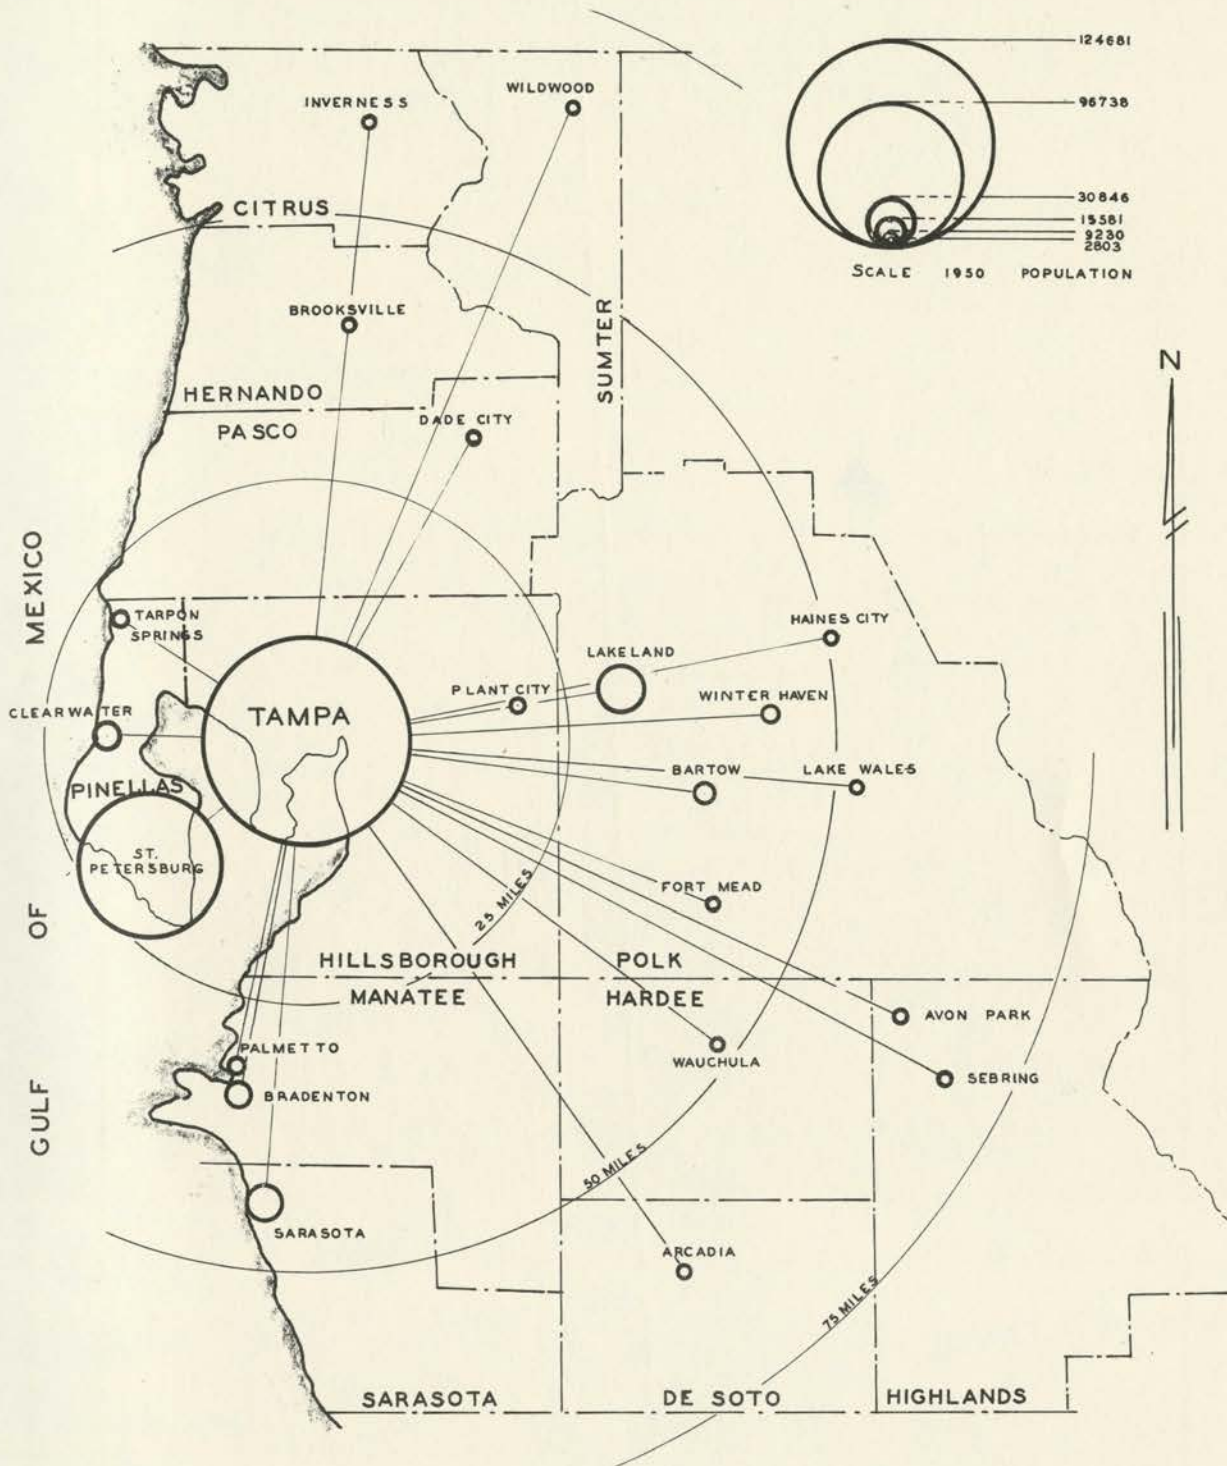 124681
96738
30846
15581
9230
2803
SCALE 1950 POPULATION
N
WILDWOOD
INVERNESS
CITRUS
BROOKSVILLE
SUMTER
HERNANDO
PASCO
DADE CITY
GULF OF MEXICO
TARPON
SPRINGS
HAINES CITY
LAKELAND
PLANT CITY
WINTER HAVEN
CLEARWATER
TAMPA
BARTOW
LAKE WALES
PINELLAS
ST.
PETERSBURG
FORT MEAD
25 MILES
HILLSBOROUGH
POLK
MANATEE
HARDEE
AVON PARK
PALMETTO
WAUCHULA
SEBRING
BRADENTON
50 MILES
SARASOTA
ARCADIA
75 MILES
SARASOTA
DE SOTO
HIGHLANDS